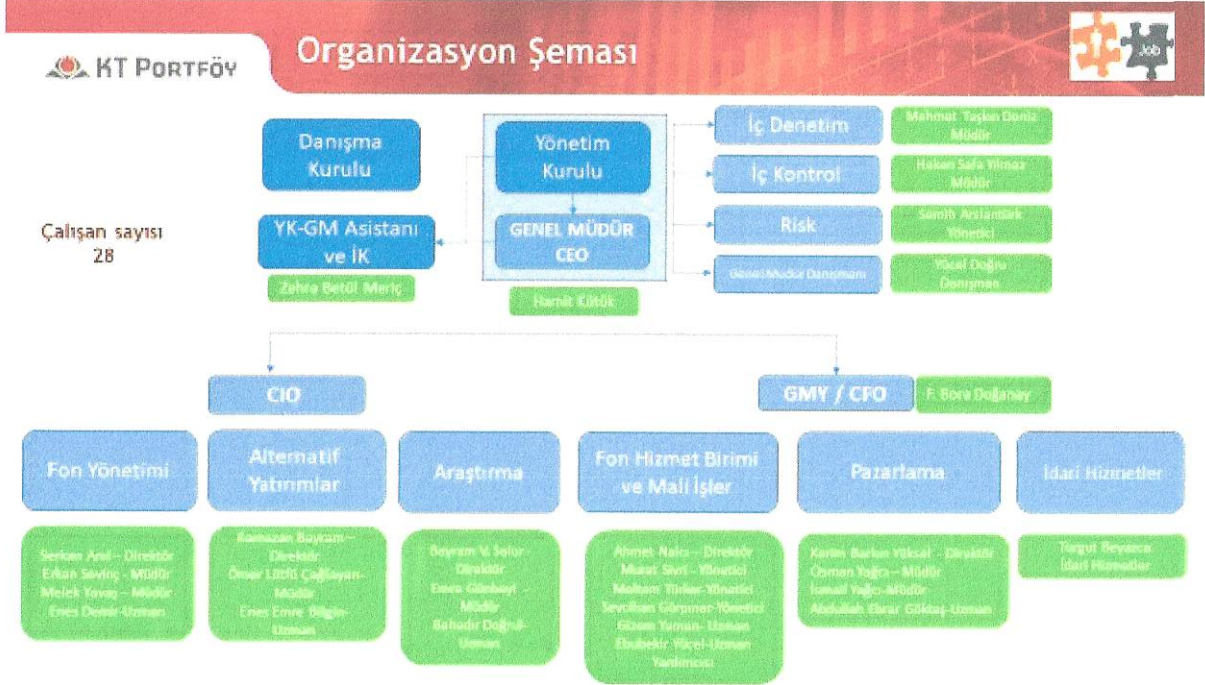 KT PORTFÖY
Organizasyon Şeması
Job
Danışma
Kurulu
Yönetim
Kurulu
İç Denetim
Mahmut Taşkın Deniz
Müdür
İç Kontrol
Hakan Safa Yılmaz
Müdür
Çalışan sayısı
28
YK-GM Asistanı
ve İK
GENEL MÜDÜR
CEO
Risk
Semih Arslantürk
Yönetici
Genel Müdür Danışmanı
Yücel Doğru
Danışman
Zehra Betül Meriç
Hamit Kütük
CIO
GMY / CFO
F. Bora Doğanay
Fon Yönetimi
Alternatif
Yatırımlar
Araştırma
Fon Hizmet Birimi
ve Mali İşler
Pazarlama
İdari Hizmetler
Serkan Anıl – Direktör
Erkan Sevinç - Müdür
Melek Yavaş – Müdür
Enes Demir-Uzman
Ramazan Bayram –
Direktör
Ömer Lütfü Çağlayan-
Müdür
Enes Emre Bilgin-
Uzman
Bayram V. Solur-
Direktör
Emre Günbayı –
Müdür
Bahadır Doğrul-
Uzman
Ahmet Nalcı – Direktör
Murat Sivri - Yönetici
Meltem Türker-Yönetici
Sevcihan Gürpınar-Yönetici
Gizem Yuman- Uzman
Ebubekir Yücel-Uzman
Yardımcısı
Kerim Barkın Yüksel - Direktör
Osman Yağcı – Müdür
İsmail Yağcı-Müdür
Abdullah Ebrar Göktaş-Uzman
Turgut Beyazca
İdari Hizmetler